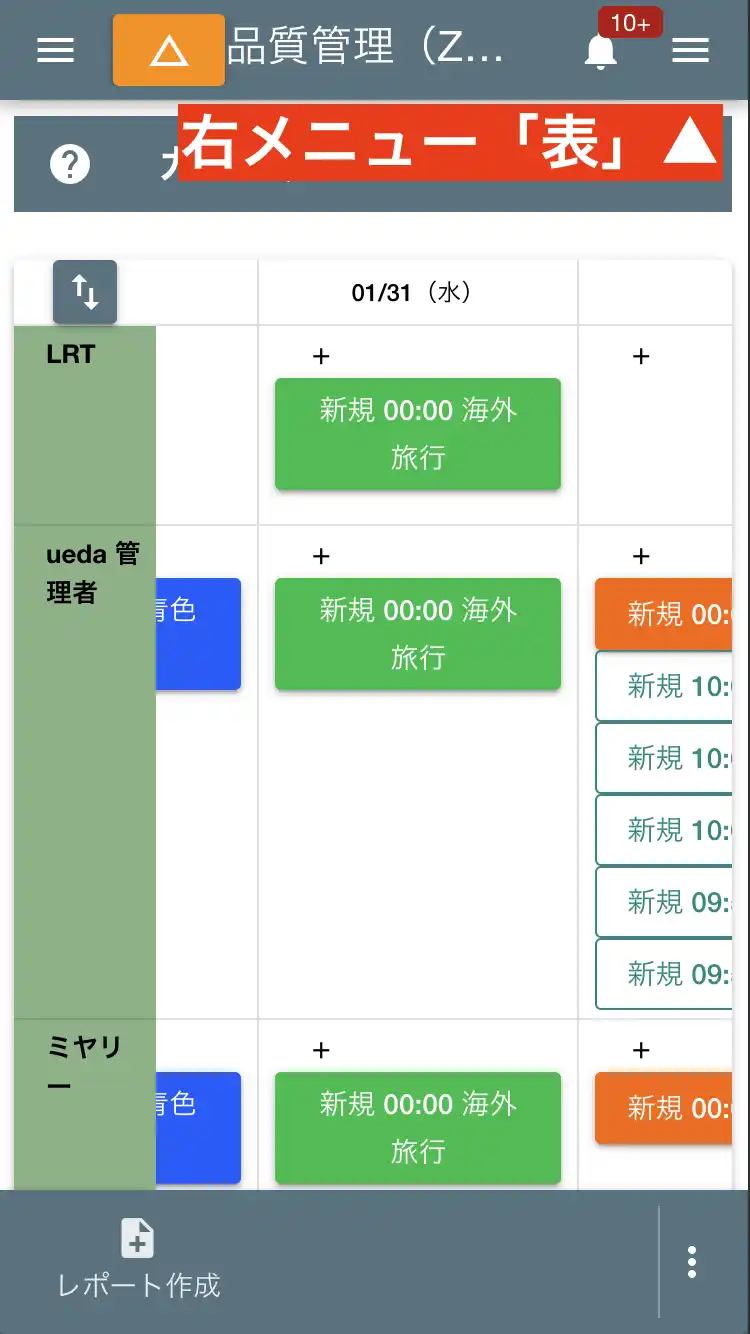 品質管理（Z...
10+
右メニュー「表」▲
01/31（水）
LRT
+
+
新規 00:00 海外
旅行
ueda 管
理者
+
+
青色
新規 00:00 海外
旅行
新規 00:
新規 10:
新規 10:
新規 10:
新規 09:
新規 09:
ミヤリ
ー
+
+
青色
新規 00:00 海外
旅行
新規 00:
レポート作成